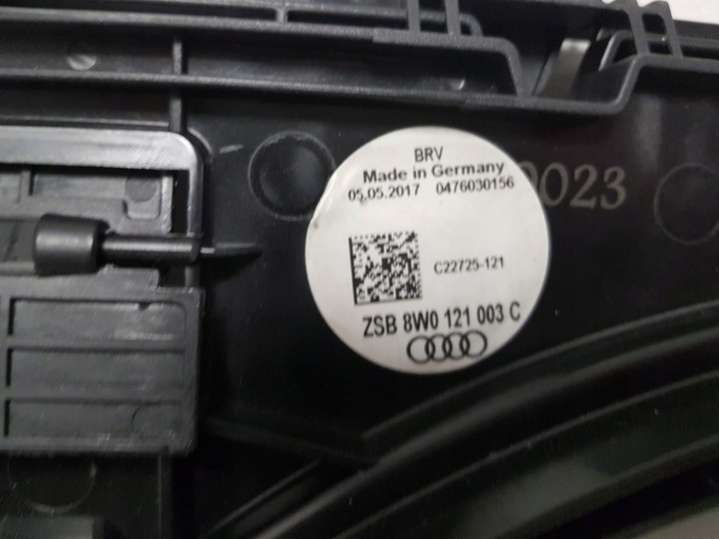 BRV
Made in Germany
05.05.2017 0476030156
0023
C22725-121
ZSB 8W0 121 003 C